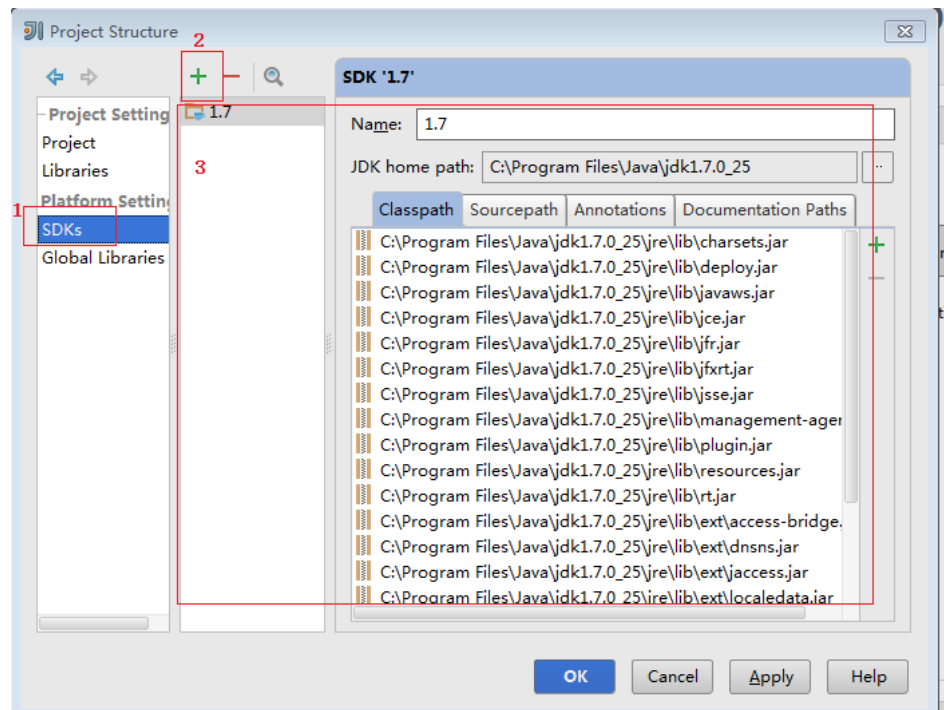 Project Structure
2
- Project Setting
Project
Libraries
Platform Settin
1
SDKs
Global Libraries
1.7
3
SDK '1.7'
Name: 1.7
JDK home path: C:\Program Files\Java\jdk1.7.0_25 ..
Classpath Sourcepath Annotations Documentation Paths
C:\Program Files\Java\jdk1.7.0_25\jre\lib\charsets.jar
C:\Program Files\Java\jdk1.7.0_25\jre\lib\deploy.jar
C:\Program Files\Java\jdk1.7.0_25\jre\lib\javaws.jar
C:\Program Files\Java\jdk1.7.0_25\jre\lib\jce.jar
C:\Program Files\Java\jdk1.7.0_25\jre\lib\jfr.jar
C:\Program Files\Java\jdk1.7.0_25\jre\lib\jfxrt.jar
C:\Program Files\Java\jdk1.7.0_25\jre\lib\jsse.jar
C:\Program Files\Java\jdk1.7.0_25\jre\lib\management-agen
C:\Program Files\Java\jdk1.7.0_25\jre\lib\plugin.jar
C:\Program Files\Java\jdk1.7.0_25\jre\lib\resources.jar
C:\Program Files\Java\jdk1.7.0_25\jre\lib\rt.jar
C:\Program Files\Java\jdk1.7.0_25\jre\lib\ext\access-bridge.
C:\Program Files\Java\jdk1.7.0_25\jre\lib\ext\dnsns.jar
C:\Program Files\Java\jdk1.7.0_25\jre\lib\ext\jaccess.jar
C:\Program Files\Java\jdk1.7.0_25\jre\lib\ext\localedata.jar
OK Cancel Apply Help